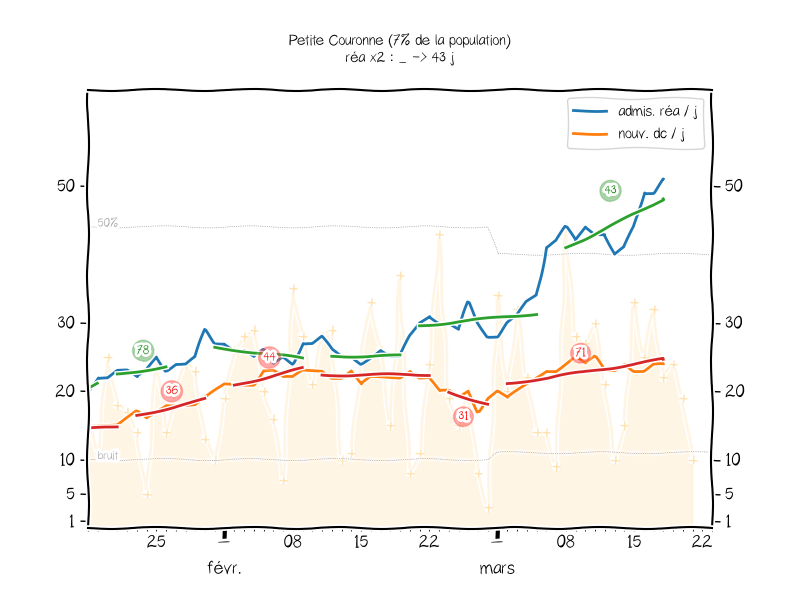 Petite Couronne (7% de la population)
réa x2 : _ -> 43 j
admis. réa / j
nouv. dc / j
43
50 50
50%
30 30
78
44
71
36
20 20
31
bruit
10 10
5 5
1 1
25 1 08 15 22 1 08 15 22
févr. mars